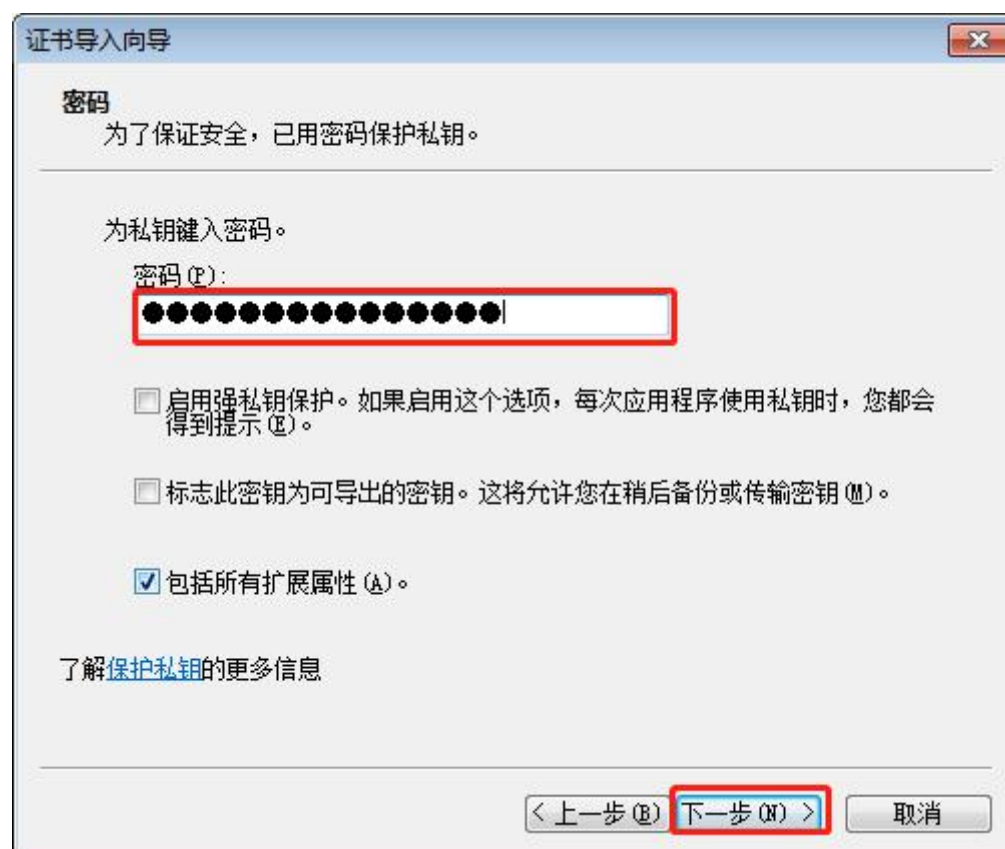 证书导入向导
密码
为了保证安全，已用密码保护私钥。
为私钥键入密码。
密码(P):
●●●●●●●●●●●●●●●
启用强私钥保护。如果启用这个选项，每次应用程序使用私钥时，您都会
得到提示(E)。
标志此密钥为可导出的密钥。这将允许您在稍后备份或传输密钥(M)。
包括所有扩展属性(A)。
了解保护私钥的更多信息
< 上一步(B) 下一步(N) > 取消